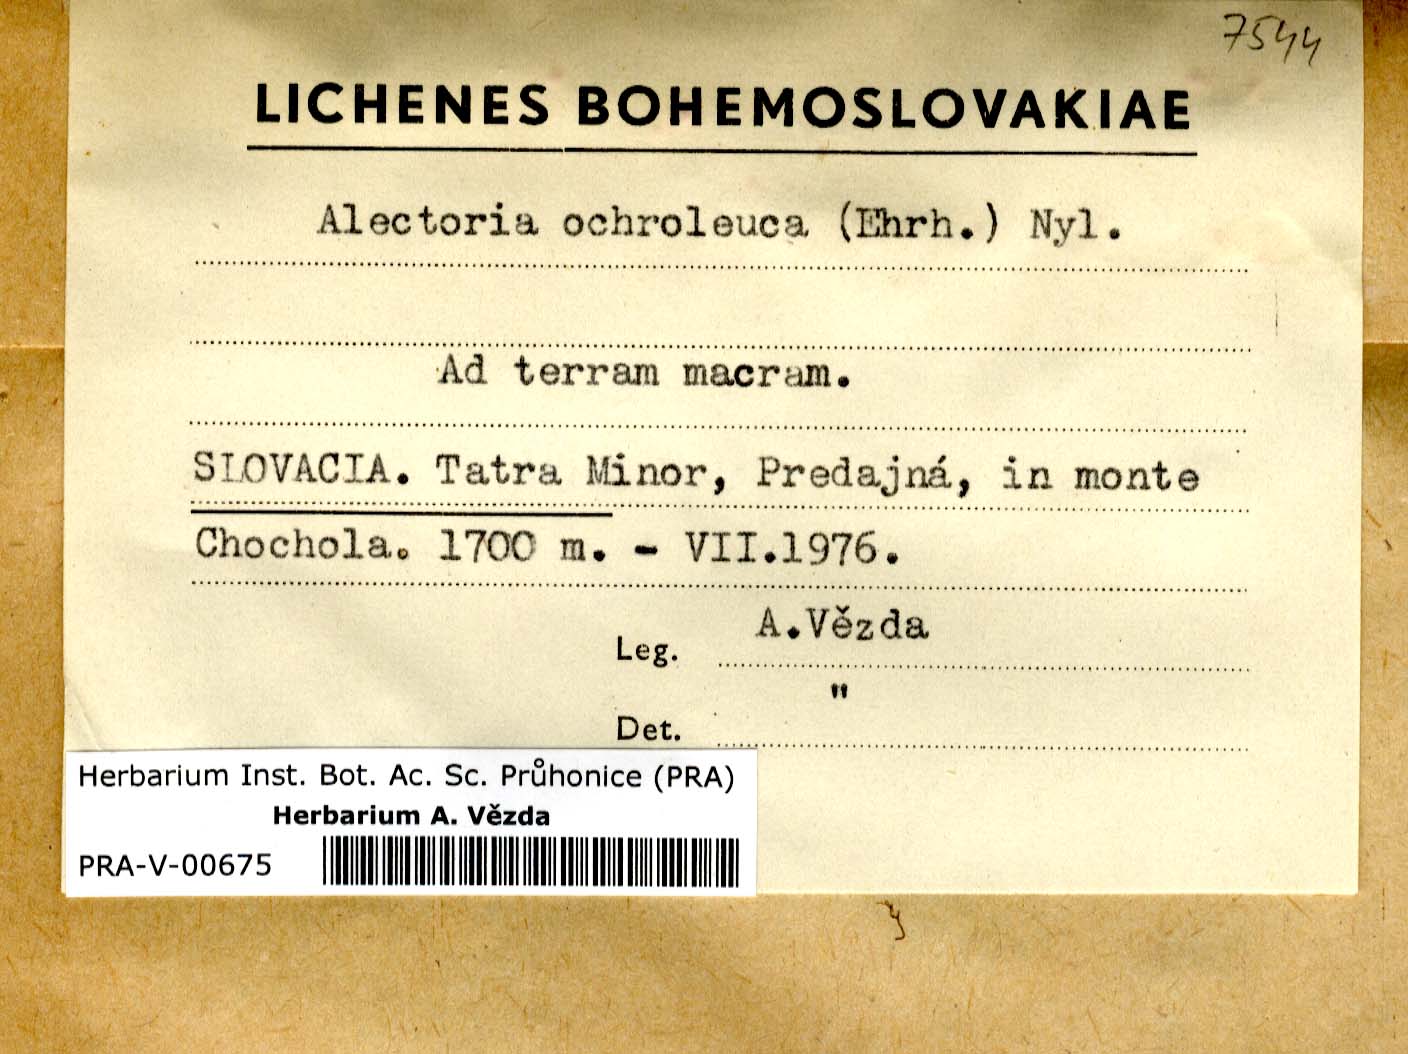 7544
LICHENES BOHEMOSLOVAKIAE
Alectoria ochroleuca (Ehrh.) Nyl.
Ad terram macram.
SLOVACIA. Tatra Minor, Predajná, in monte
Chochola. 1700 m. - VII.1976.
A.Vězda
Leg.
"
Det.
Herbarium Inst. Bot. Ac. Sc. Průhonice (PRA)
Herbarium A. Vězda
PRA-V-00675